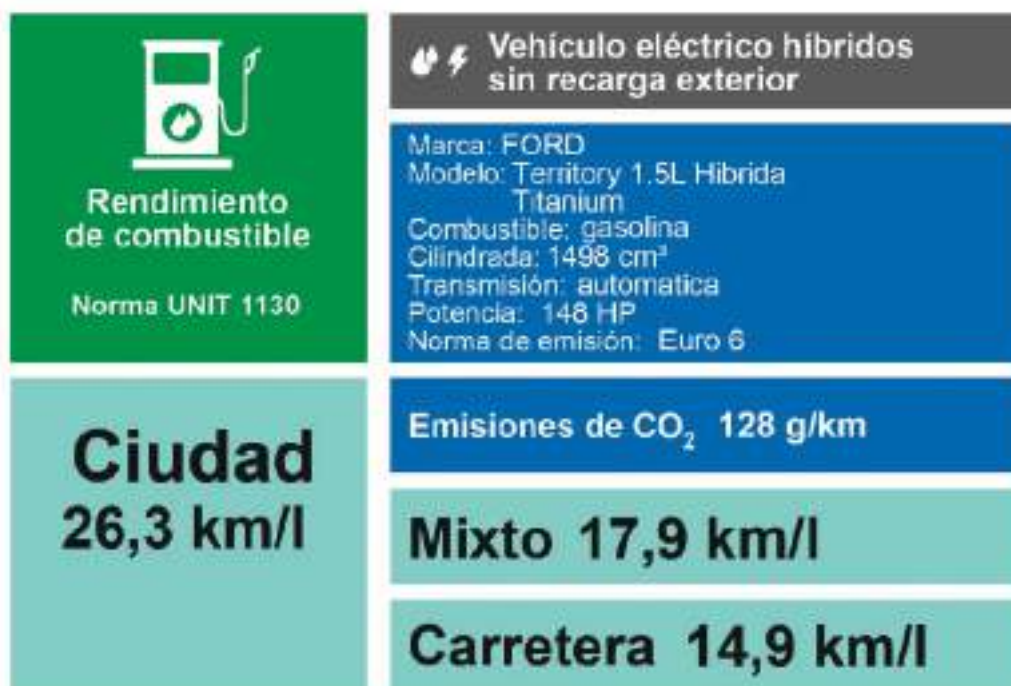 Rendimiento
de combustible
Norma UNIT 1130
Vehículo eléctrico híbridos
sin recarga exterior
Marca: FORD
Modelo: Territory 1.5L Hibrida
Titanium
Combustible: gasolina
Cilindrada: 1498 cm³
Transmisión: automatica
Potencia: 148 HP
Norma de emisión: Euro 6
Ciudad
26,3 km/l
Emisiones de CO₂ 128 g/km
Mixto 17,9 km/l
Carretera 14,9 km/l